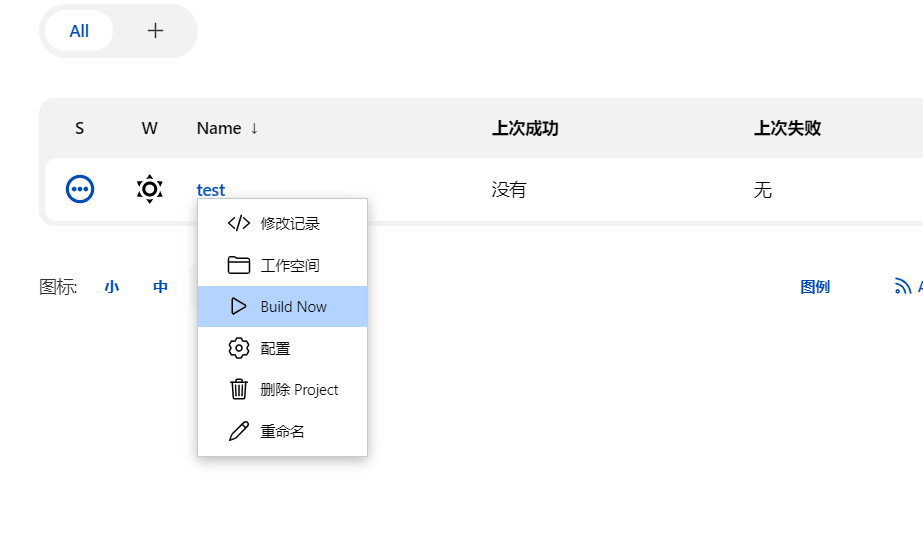 All +
S W Name ↓ 上次成功 上次失败
test 没有 无
修改记录
工作空间
图标: 小 中 图例
Build Now
配置
删除 Project
重命名